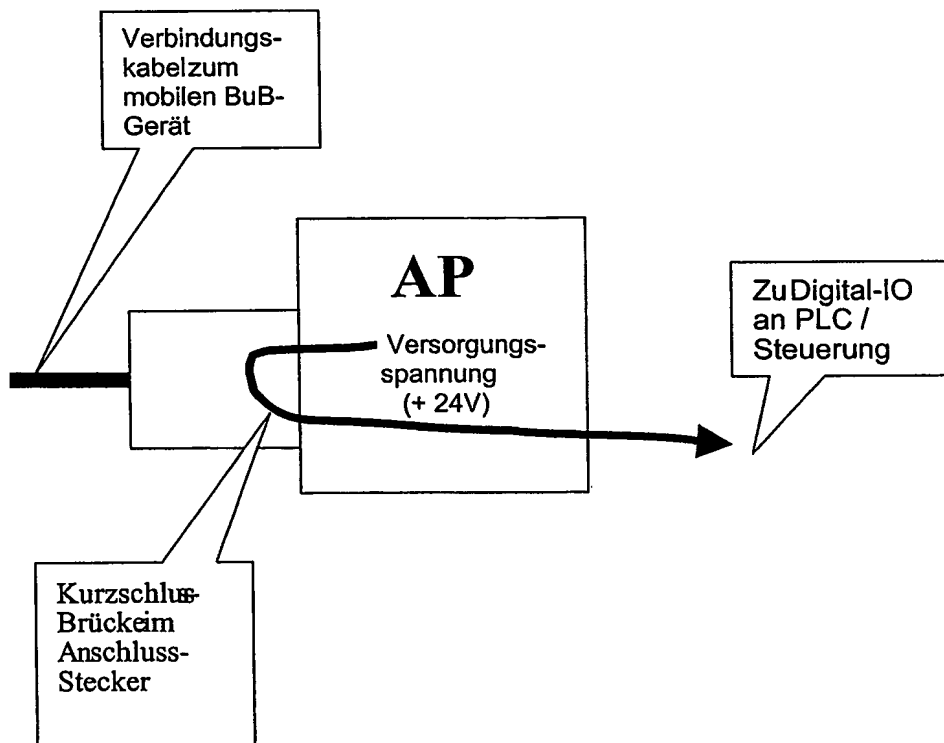 Verbindungs-
kabelzum
mobilen BuB-
Gerät
AP
Versorgungs-
spannung
(+ 24V)
ZuDigital-IO
an PLC /
Steuerung
Kurzschluss-
Brückeim
Anschluss-
Stecker